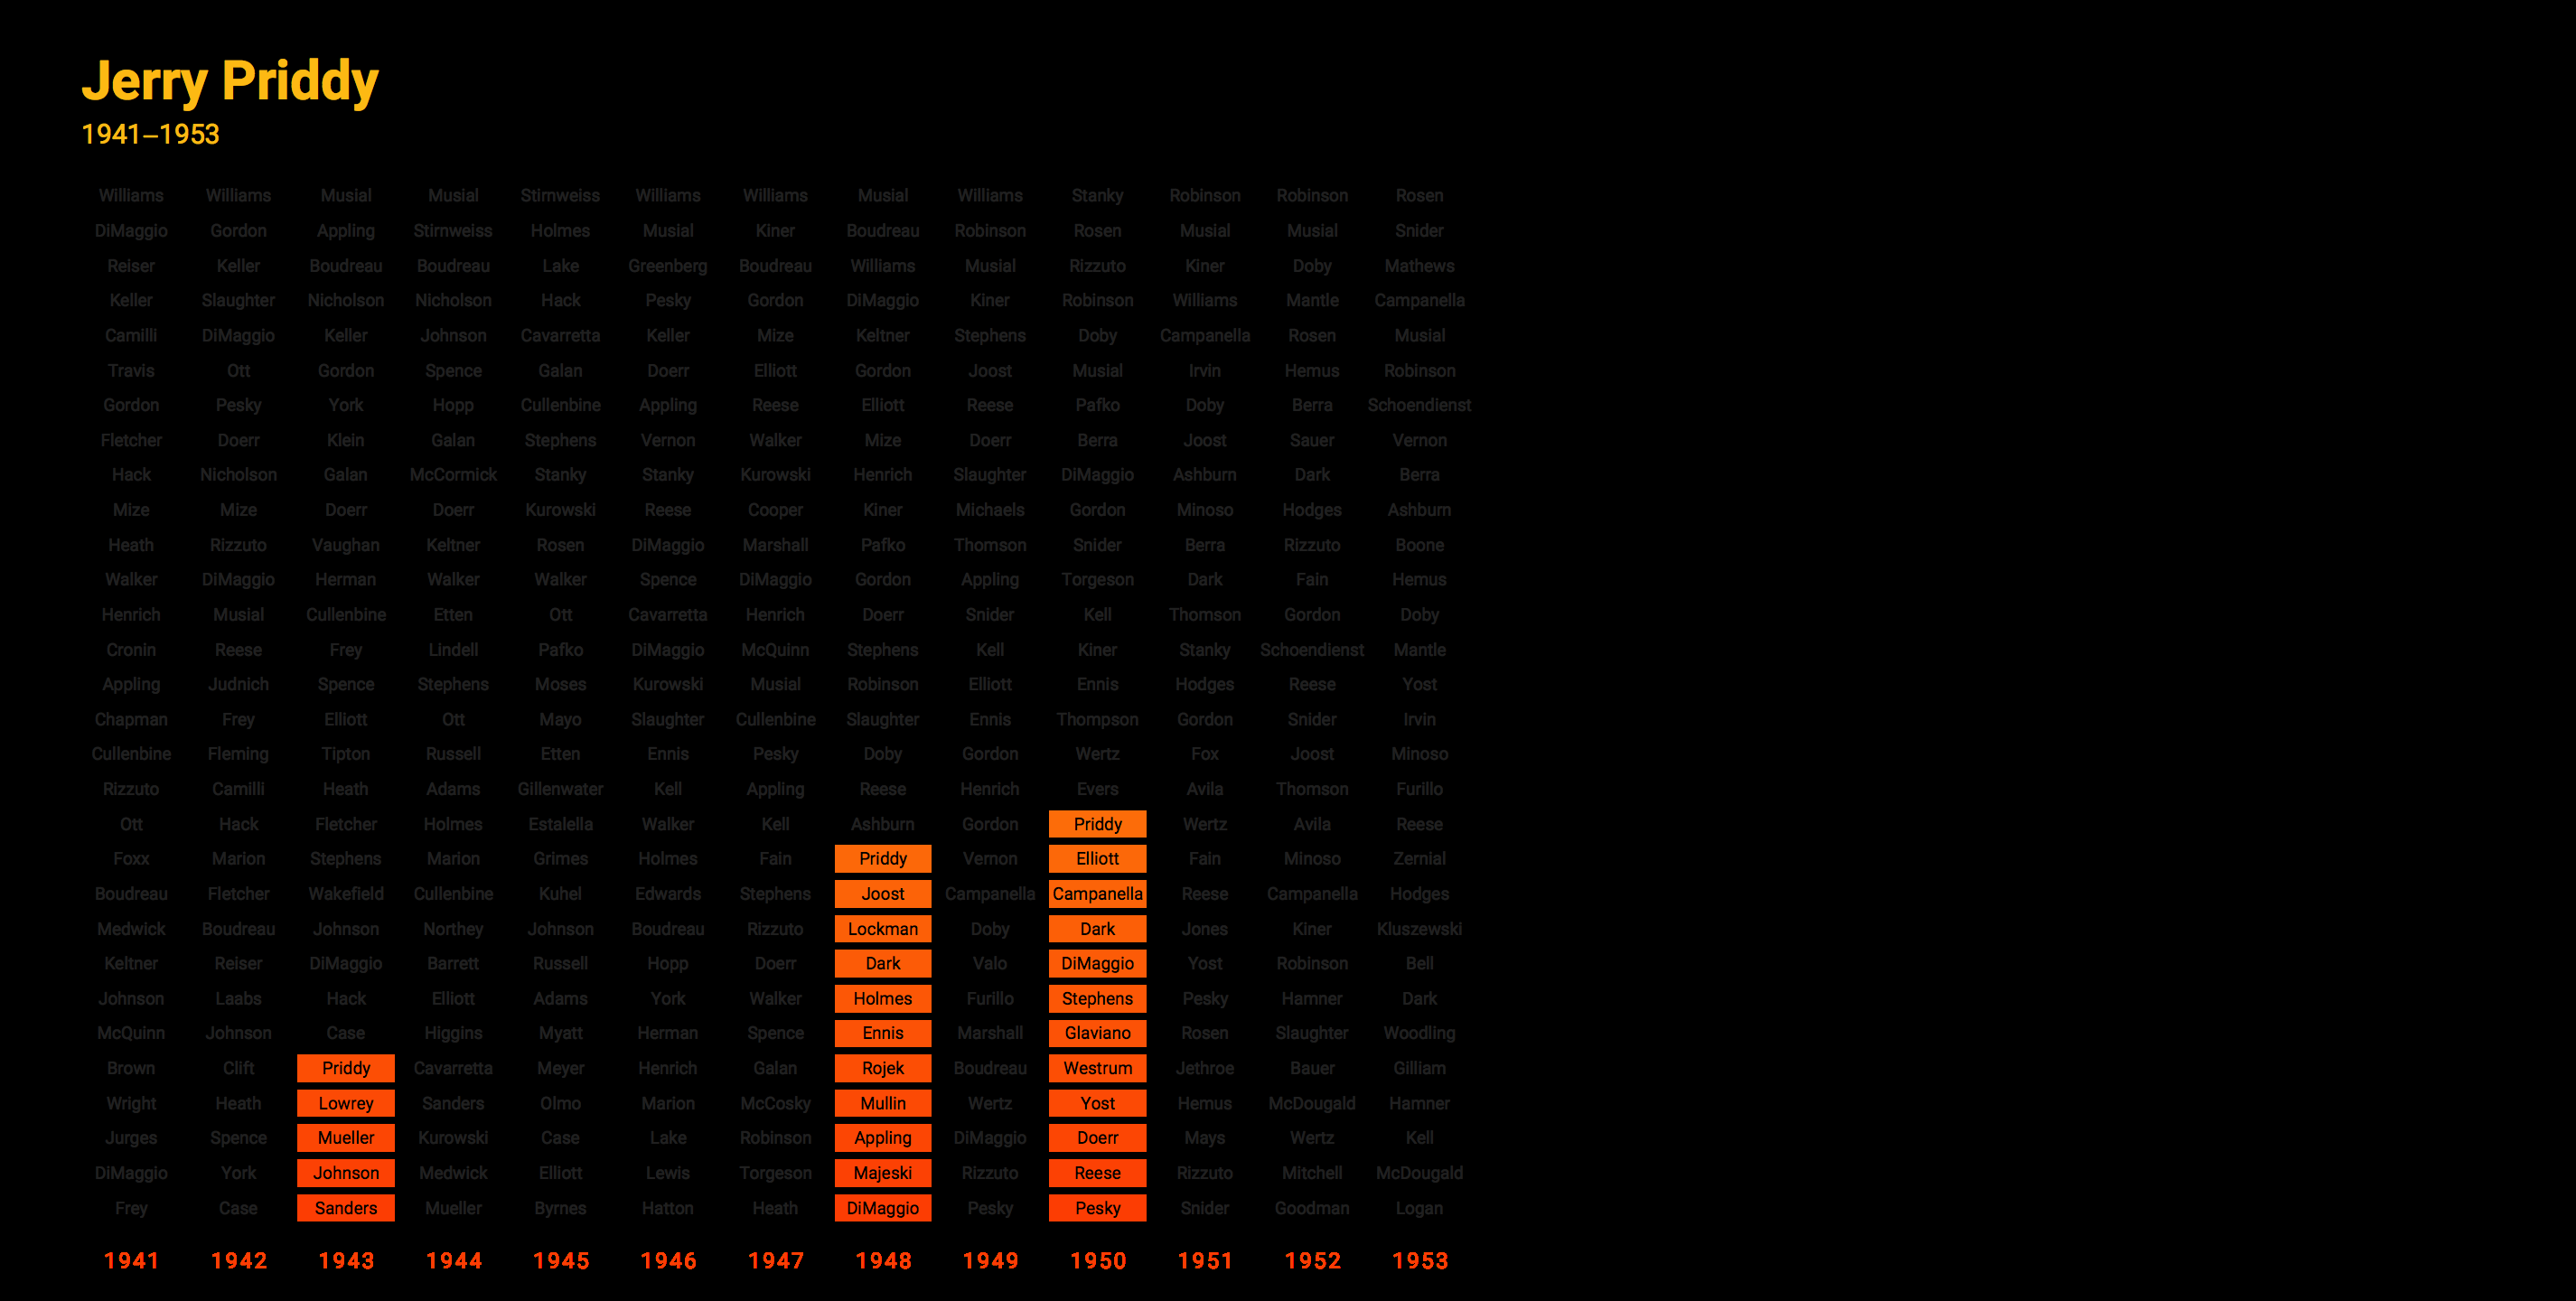 Jerry Priddy
1941–1953
Williams Williams Musial Musial Stirnweiss Williams Williams Musial Williams Stanky Robinson Robinson Rosen
DiMaggio Gordon Appling Stirnweiss Holmes Musial Kiner Boudreau Robinson Rosen Musial Musial Snider
Reiser Keller Boudreau Boudreau Lake Greenberg Boudreau Williams Musial Rizzuto Kiner Doby Mathews
Keller Slaughter Nicholson Nicholson Hack Pesky Gordon DiMaggio Kiner Robinson Williams Mantle Campanella
Camilli DiMaggio Keller Johnson Cavarretta Keller Mize Keltner Stephens Doby Campanella Rosen Musial
Travis Ott Gordon Spence Galan Doerr Elliott Gordon Joost Musial Irvin Hemus Robinson
Gordon Pesky York Hopp Cullenbine Appling Reese Elliott Reese Pafko Doby Berra Schoendienst
Fletcher Doerr Klein Galan Stephens Vernon Walker Mize Doerr Berra Joost Sauer Vernon
Hack Nicholson Galan McCormick Stanky Stanky Kurowski Henrich Slaughter DiMaggio Ashburn Dark Berra
Mize Mize Doerr Doerr Kurowski Reese Cooper Kiner Michaels Gordon Minoso Hodges Ashburn
Heath Rizzuto Vaughan Keltner Rosen DiMaggio Marshall Pafko Thomson Snider Berra Rizzuto Boone
Walker DiMaggio Herman Walker Walker Spence DiMaggio Gordon Appling Torgeson Dark Fain Hemus
Henrich Musial Cullenbine Etten Ott Cavarretta Henrich Doerr Snider Kell Thomson Gordon Doby
Cronin Reese Frey Lindell Pafko DiMaggio McQuinn Stephens Kell Kiner Stanky Schoendienst Mantle
Appling Judnich Spence Stephens Moses Kurowski Musial Robinson Elliott Ennis Hodges Reese Yost
Chapman Frey Elliott Ott Mayo Slaughter Cullenbine Slaughter Ennis Thompson Gordon Snider Irvin
Cullenbine Fleming Tipton Russell Etten Ennis Pesky Doby Gordon Wertz Fox Joost Minoso
Rizzuto Camilli Heath Adams Gillenwater Kell Appling Reese Henrich Evers Avila Thomson Furillo
Ott Hack Fletcher Holmes Estalella Walker Kell Ashburn Gordon Priddy Wertz Avila Reese
Foxx Marion Stephens Marion Grimes Holmes Fain Priddy Vernon Elliott Fain Minoso Zernial
Boudreau Fletcher Wakefield Cullenbine Kuhel Edwards Stephens Joost Campanella Campanella Reese Campanella Hodges
Medwick Boudreau Johnson Northey Johnson Boudreau Rizzuto Lockman Doby Dark Jones Kiner Kluszewski
Keltner Reiser DiMaggio Barrett Russell Hopp Doerr Dark Valo DiMaggio Yost Robinson Bell
Johnson Laabs Hack Elliott Adams York Walker Holmes Furillo Stephens Pesky Hamner Dark
McQuinn Johnson Case Higgins Myatt Herman Spence Ennis Marshall Glaviano Rosen Slaughter Woodling
Brown Clift Priddy Cavarretta Meyer Henrich Galan Rojek Boudreau Westrum Jethroe Bauer Gilliam
Wright Heath Lowrey Sanders Olmo Marion McCosky Mullin Wertz Yost Hemus McDougald Hamner
Jurges Spence Mueller Kurowski Case Lake Robinson Appling DiMaggio Doerr Mays Wertz Kell
DiMaggio York Johnson Medwick Elliott Lewis Torgeson Majeski Rizzuto Reese Rizzuto Mitchell McDougald
Frey Case Sanders Mueller Byrnes Hatton Heath DiMaggio Pesky Pesky Snider Goodman Logan
1941 1942 1943 1944 1945 1946 1947 1948 1949 1950 1951 1952 1953